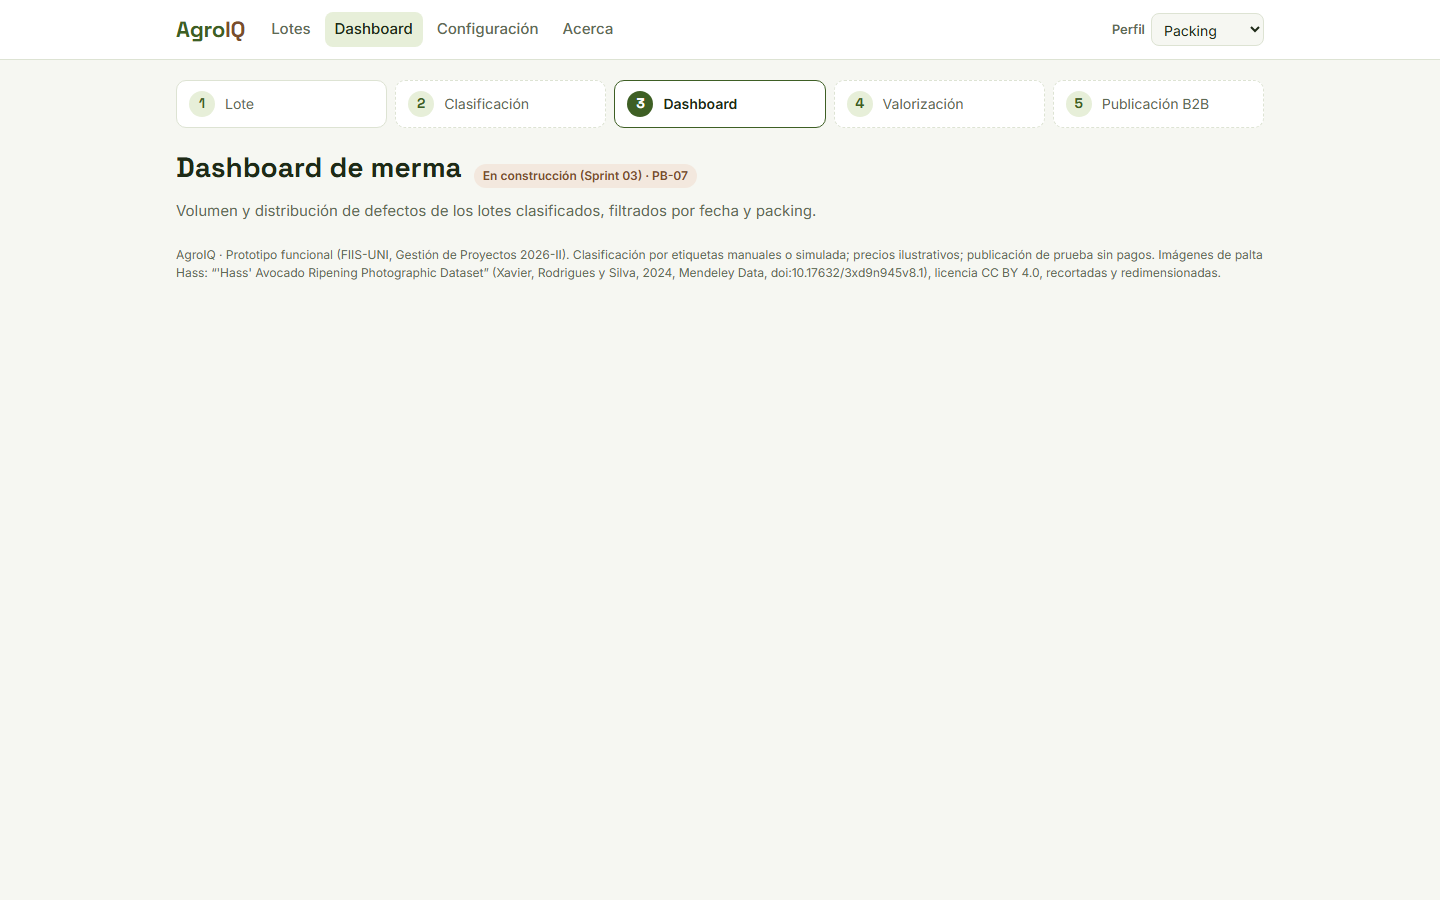 AgroIQ Lotes Dashboard Configuración Acerca Perfil Packing
1 Lote 2 Clasificación 3 Dashboard 4 Valorización 5 Publicación B2B
Dashboard de merma En construcción (Sprint 03) · PB-07
Volumen y distribución de defectos de los lotes clasificados, filtrados por fecha y packing.
AgroIQ · Prototipo funcional (FIIS-UNI, Gestión de Proyectos 2026-II). Clasificación por etiquetas manuales o simulada; precios ilustrativos; publicación de prueba sin pagos. Imágenes de palta
Hass: “'Hass' Avocado Ripening Photographic Dataset” (Xavier, Rodrigues y Silva, 2024, Mendeley Data, doi:10.17632/3xd9n945v8.1), licencia CC BY 4.0, recortadas y redimensionadas.